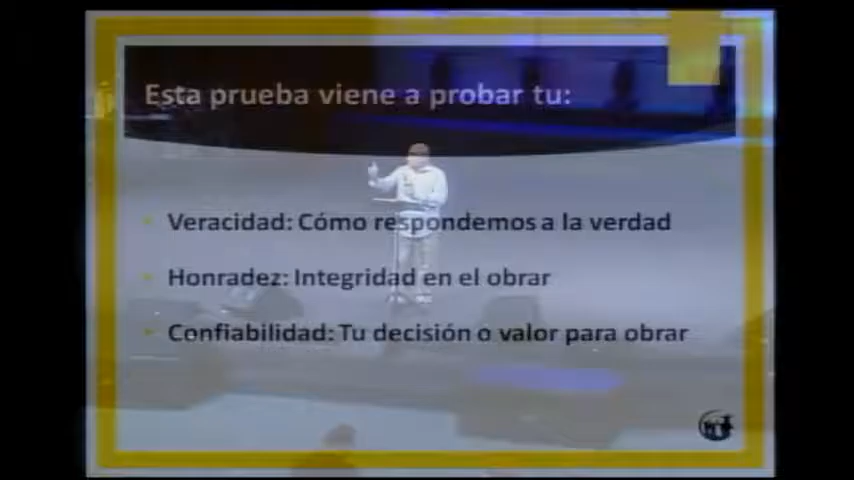 Esta prueba viene a probar tu:
Veracidad: Cómo respondemos a la verdad
Honradez: Integridad en el obrar
Confiabilidad: Tu decisión o valor para obrar